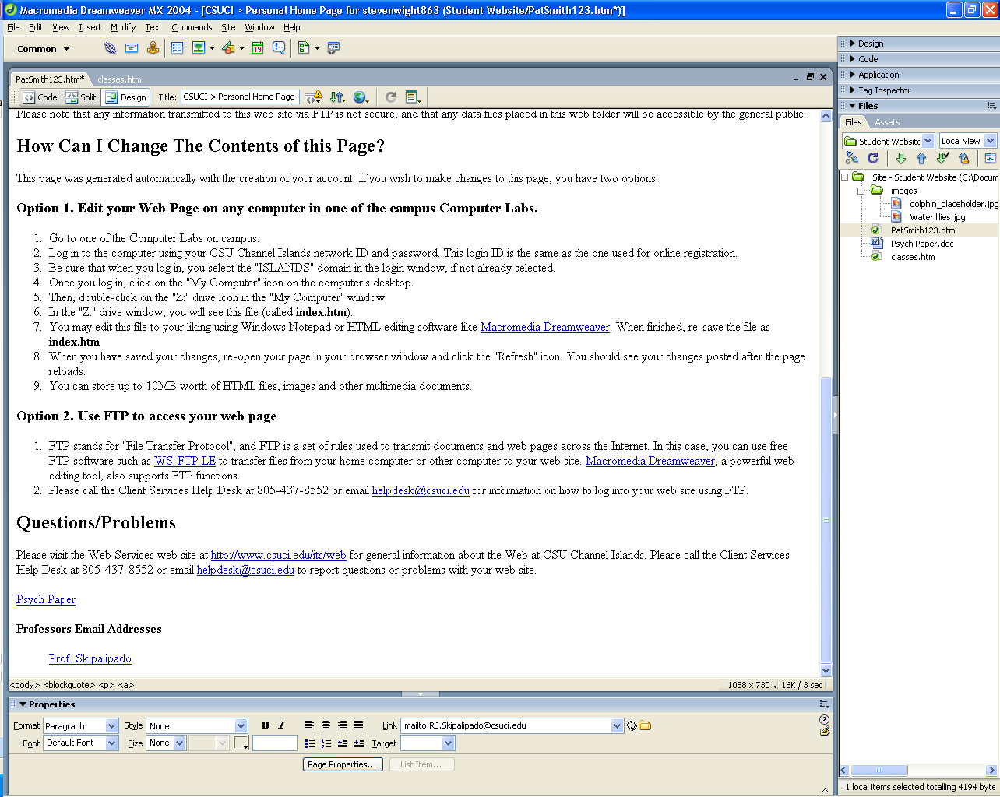 Macromedia Dreamweaver MX 2004 - [CSUCI > Personal Home Page for stevenwight863 (Student Website/PatSmith123.htm*)]
File Edit View Insert Modify Text Commands Site Window Help
Common
PatSmith123.htm* classes.htm
Code Split Design Title: CSUCI > Personal Home Page
Please note that any information transmitted to this web site via FTP is not secure, and that any data files placed in this web folder will be accessible by the general public.
How Can I Change The Contents of this Page?
This page was generated automatically with the creation of your account. If you wish to make changes to this page, you have two options:
Option 1. Edit your Web Page on any computer in one of the campus Computer Labs.
1. Go to one of the Computer Labs on campus.
2. Log in to the computer using your CSU Channel Islands network ID and password. This login ID is the same as the one used for online registration.
3. Be sure that when you log in, you select the "ISLANDS" domain in the login window, if not already selected.
4. Once you log in, click on the "My Computer" icon on the computer's desktop.
5. Then, double-click on the "Z:" drive icon in the "My Computer" window
6. In the "Z:" drive window, you will see this file (called index.htm).
7. You may edit this file to your liking using Windows Notepad or HTML editing software like Macromedia Dreamweaver. When finished, re-save the file as
index.htm
8. When you have saved your changes, re-open your page in your browser window and click the "Refresh" icon. You should see your changes posted after the page
reloads.
9. You can store up to 10MB worth of HTML files, images and other multimedia documents.
Option 2. Use FTP to access your web page
1. FTP stands for "File Transfer Protocol", and FTP is a set of rules used to transmit documents and web pages across the Internet. In this case, you can use free
FTP software such as WS-FTP LE to transfer files from your home computer or other computer to your web site. Macromedia Dreamweaver, a powerful web
editing tool, also supports FTP functions.
2. Please call the Client Services Help Desk at 805-437-8552 or email helpdesk@csuci.edu for information on how to log into your web site using FTP.
Questions/Problems
Please visit the Web Services web site at http://www.csuci.edu/its/web for general information about the Web at CSU Channel Islands. Please call the Client Services
Help Desk at 805-437-8552 or email helpdesk@csuci.edu to report questions or problems with your web site.
Psych Paper
Professors Email Addresses
Prof. Skipalipado
<body> <blockquote> <p> <a> 1058 x 730 16K / 3 sec
Properties
Format Paragraph Style None B I Link mailto:RJ.Skipalipado@csuci.edu
Font Default Font Size None Target
Page Properties... List Item...
Design
Code
Application
Tag Inspector
Files
Files Assets
Student Website Local view
Site - Student Website (C:\Docum
images
dolphin_placeholder.jpg
Water lilies.jpg
PatSmith123.htm
Psych Paper.doc
classes.htm
1 local items selected totalling 4194 byte